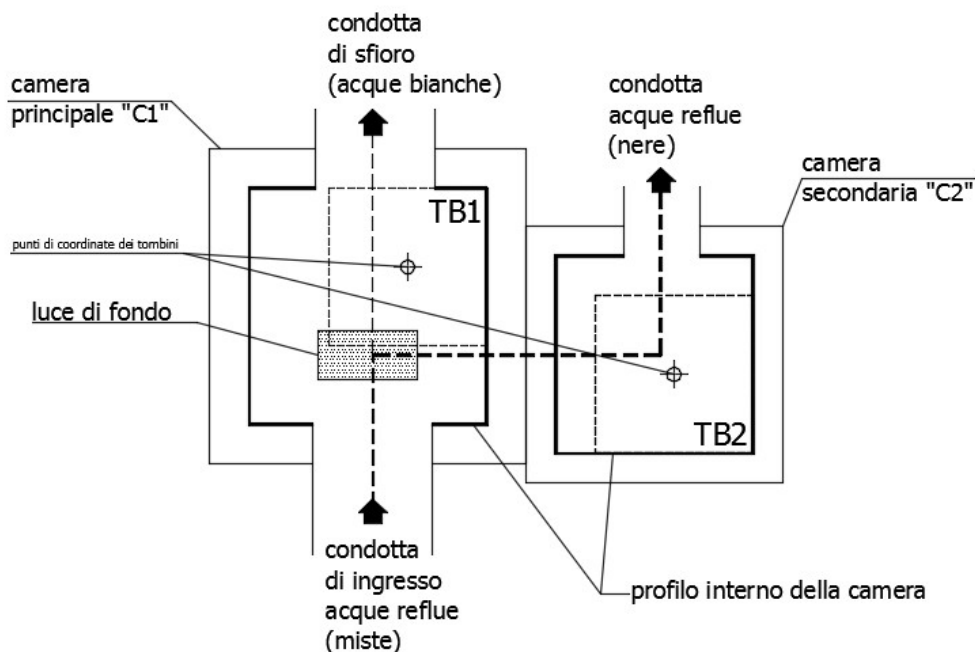 condotta
di sfioro
(acque bianche)
camera
principale "C1"
condotta
acque reflue
(nere)
camera
secondaria "C2"
TB1
punti di coordinate dei tombini
luce di fondo
TB2
condotta
di ingresso
acque reflue
(miste)
profilo interno della camera